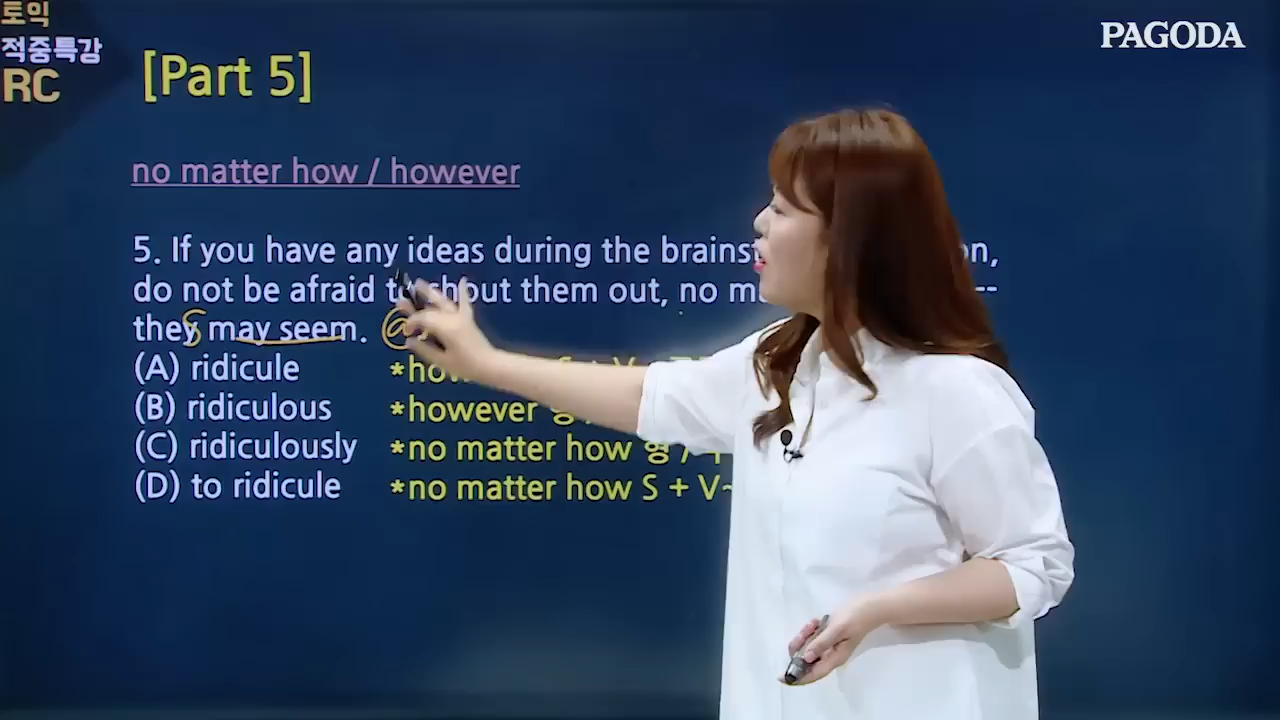 토익
적중특강
RC
PAGODA
[Part 5]
no matter how / however
5. If you have any ideas during the
do not be afraid them out, no
they may seem.
S
(A) ridicule
(B) ridiculous
(C) ridiculously
(D) to ridicule
*however
*no matter how 형 /
*no matter how S + V~